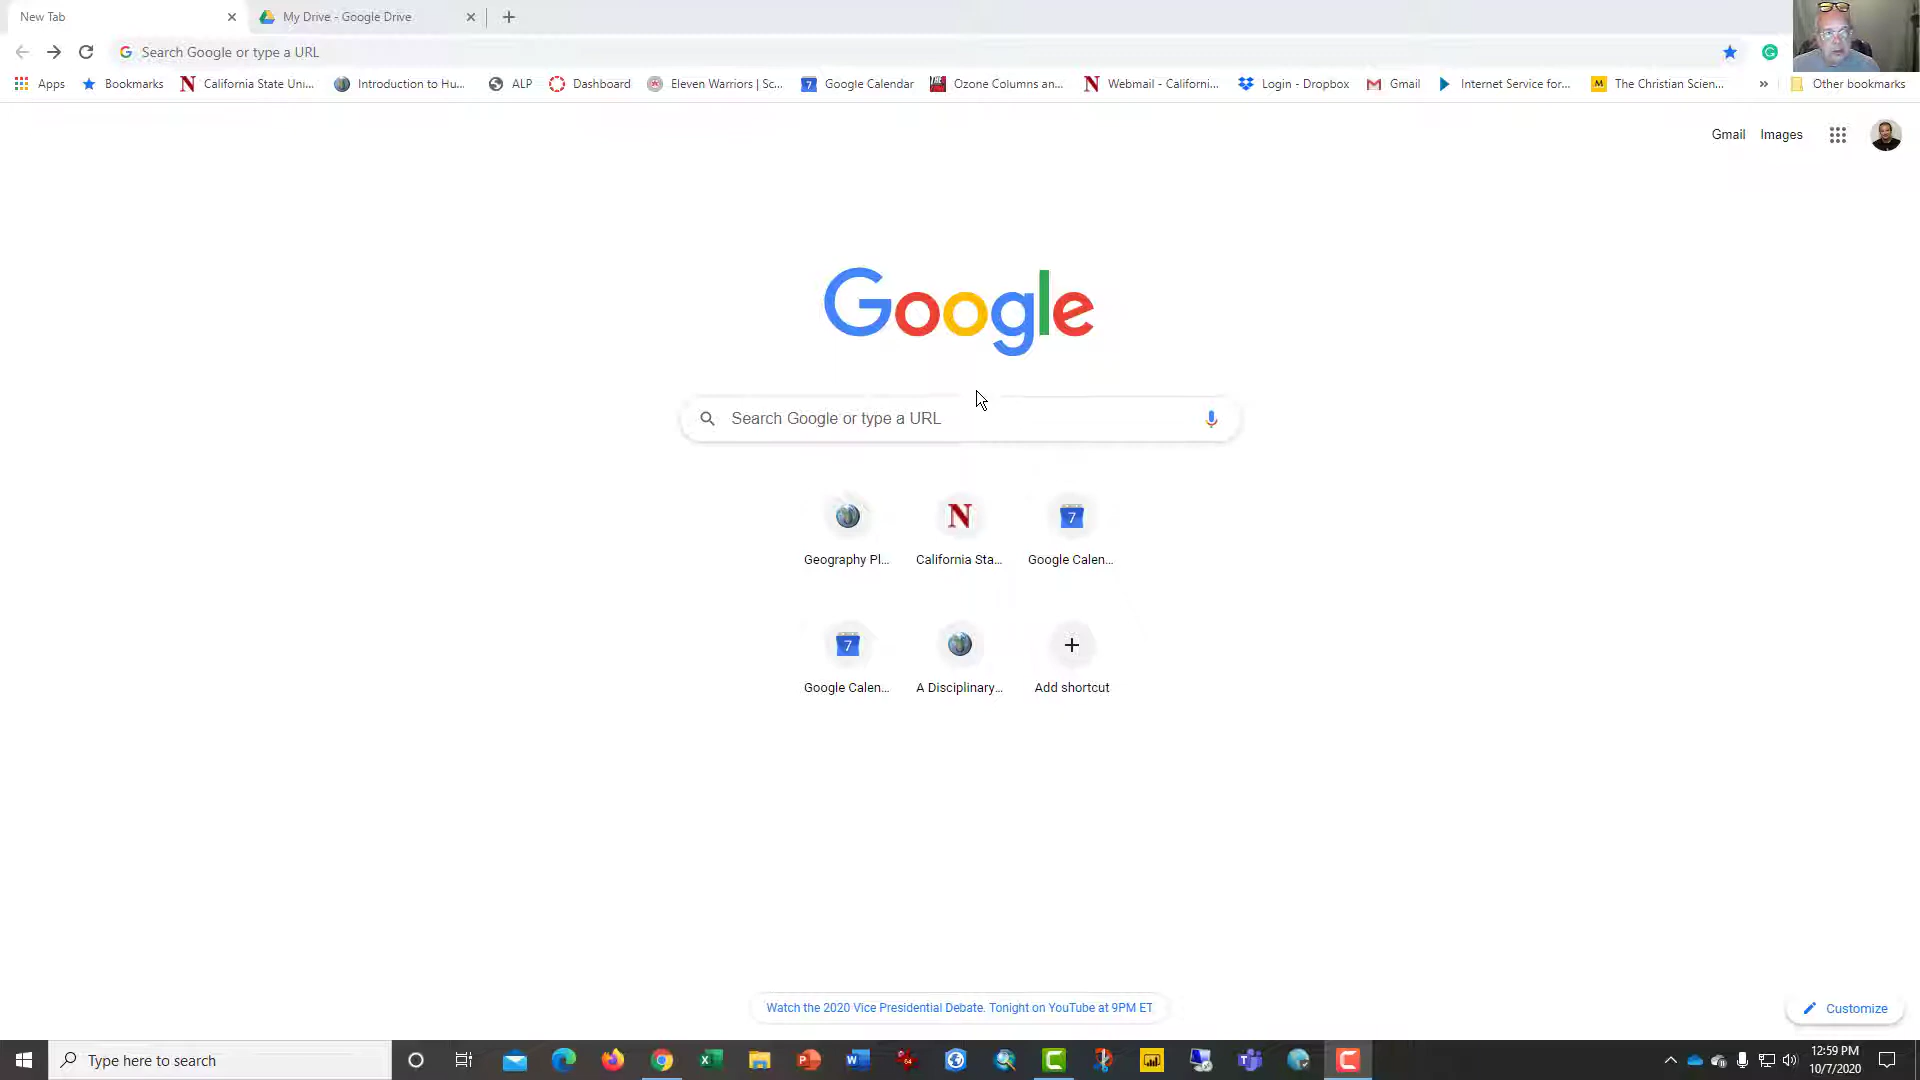 New Tab
My Drive - Google Drive
Search Google or type a URL
Apps
Bookmarks
California State Uni...
Introduction to Hu...
ALP
Dashboard
Eleven Warriors | Sc...
Google Calendar
Ozone Columns an...
Webmail - Californi...
Login - Dropbox
Gmail
Internet Service for...
The Christian Scien...
Other bookmarks
Gmail
Images
Google
Search Google or type a URL
Geography Pl...
California Sta...
Google Calen...
Google Calen...
A Disciplinary...
Add shortcut
Watch the 2020 Vice Presidential Debate. Tonight on YouTube at 9PM ET
Customize
Type here to search
12:59 PM
10/7/2020